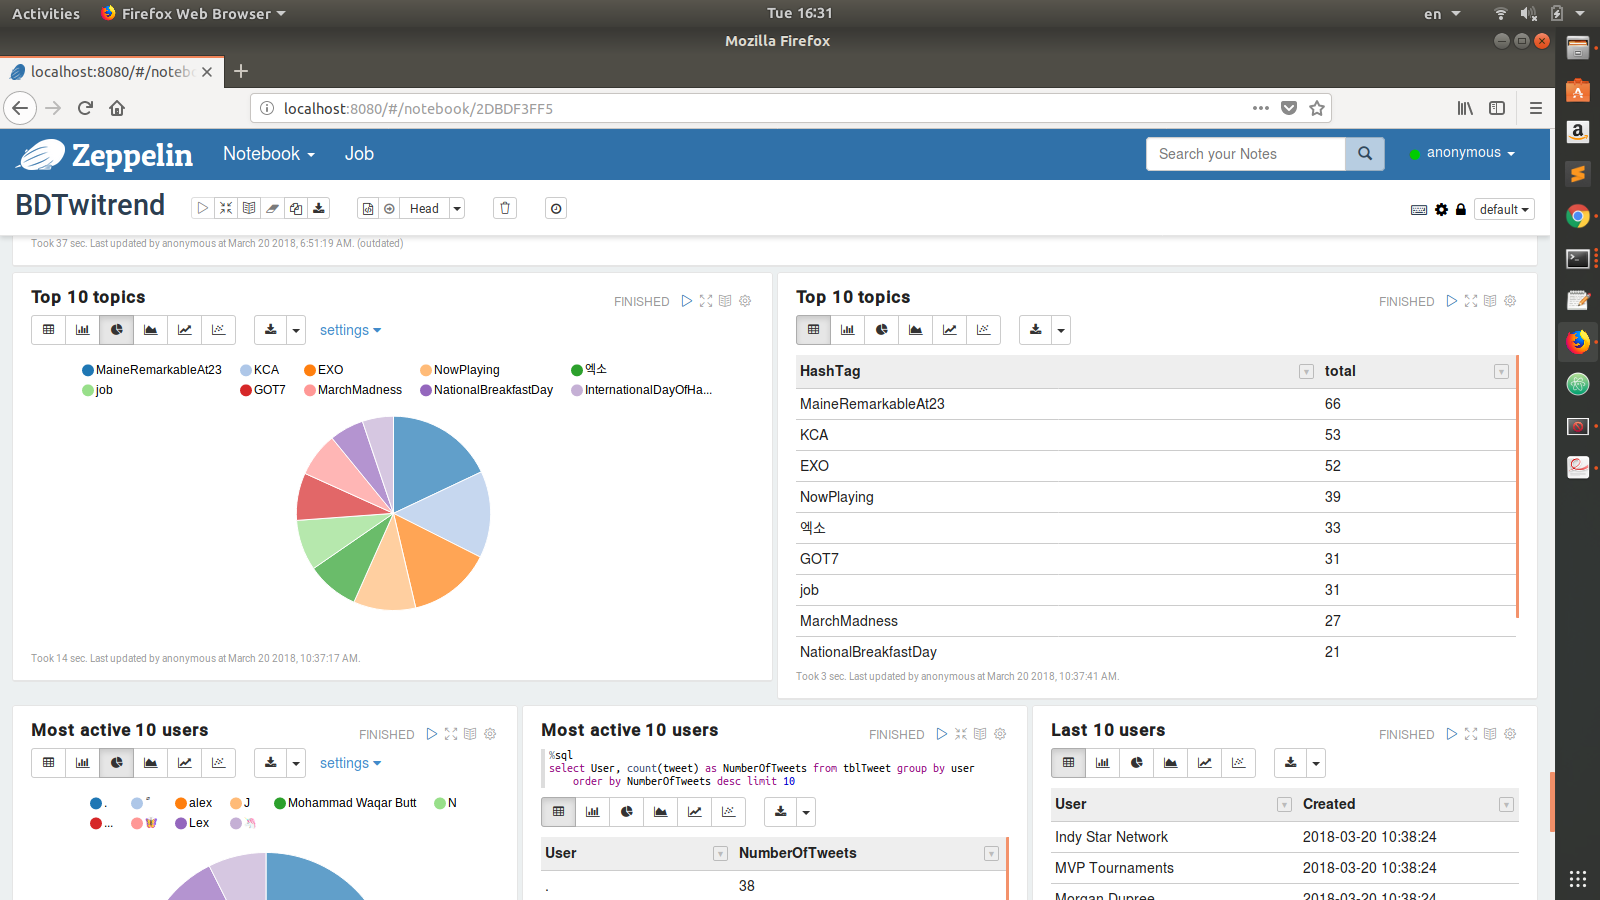 Activities Firefox Web Browser Tue 16:31 en
Mozilla Firefox
localhost:8080/#/noteb
localhost:8080/#/notebook/2DBDF3FF5
Zeppelin Notebook Job Search your Notes anonymous
BDTwitrend Head default
Took 37 sec. Last updated by anonymous at March 20 2018, 6:51:19 AM. (outdated)
Top 10 topics FINISHED
settings
MaineRemarkableAt23 KCA EXO NowPlaying 엑소
job GOT7 MarchMadness NationalBreakfastDay InternationalDayOfHa...
Took 14 sec. Last updated by anonymous at March 20 2018, 10:37:17 AM.
Top 10 topics FINISHED
HashTag total
MaineRemarkableAt23 66
KCA 53
EXO 52
NowPlaying 39
엑소 33
GOT7 31
job 31
MarchMadness 27
NationalBreakfastDay 21
Took 3 sec. Last updated by anonymous at March 20 2018, 10:37:41 AM.
Most active 10 users FINISHED
settings
. alex J Mohammad Waqar Butt N
... 🦋 Lex 🦄
Most active 10 users FINISHED
%sql
select User, count(tweet) as NumberOfTweets from tblTweet group by user
order by NumberOfTweets desc limit 10
User NumberOfTweets
. 38
Last 10 users FINISHED
User Created
Indy Star Network 2018-03-20 10:38:24
MVP Tournaments 2018-03-20 10:38:24
Morgan Dupree 2018-03-20 10:38:24